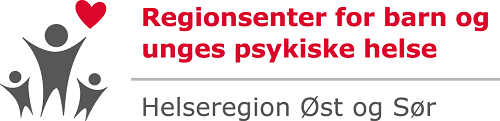 Regionsenter for barn og
unges psykiske helse
Helseregion Øst og Sør